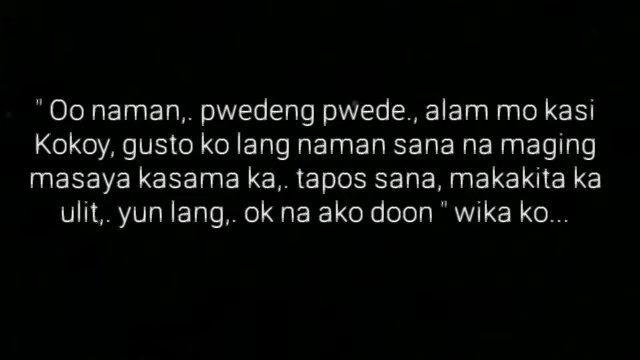 " Oo naman,. pwedeng pwede., alam mo kasi
Kokoy, gusto ko lang naman sana na maging
masaya kasama ka,. tapos sana, makakita ka
ulit,. yun lang,. ok na ako doon " wika ko...